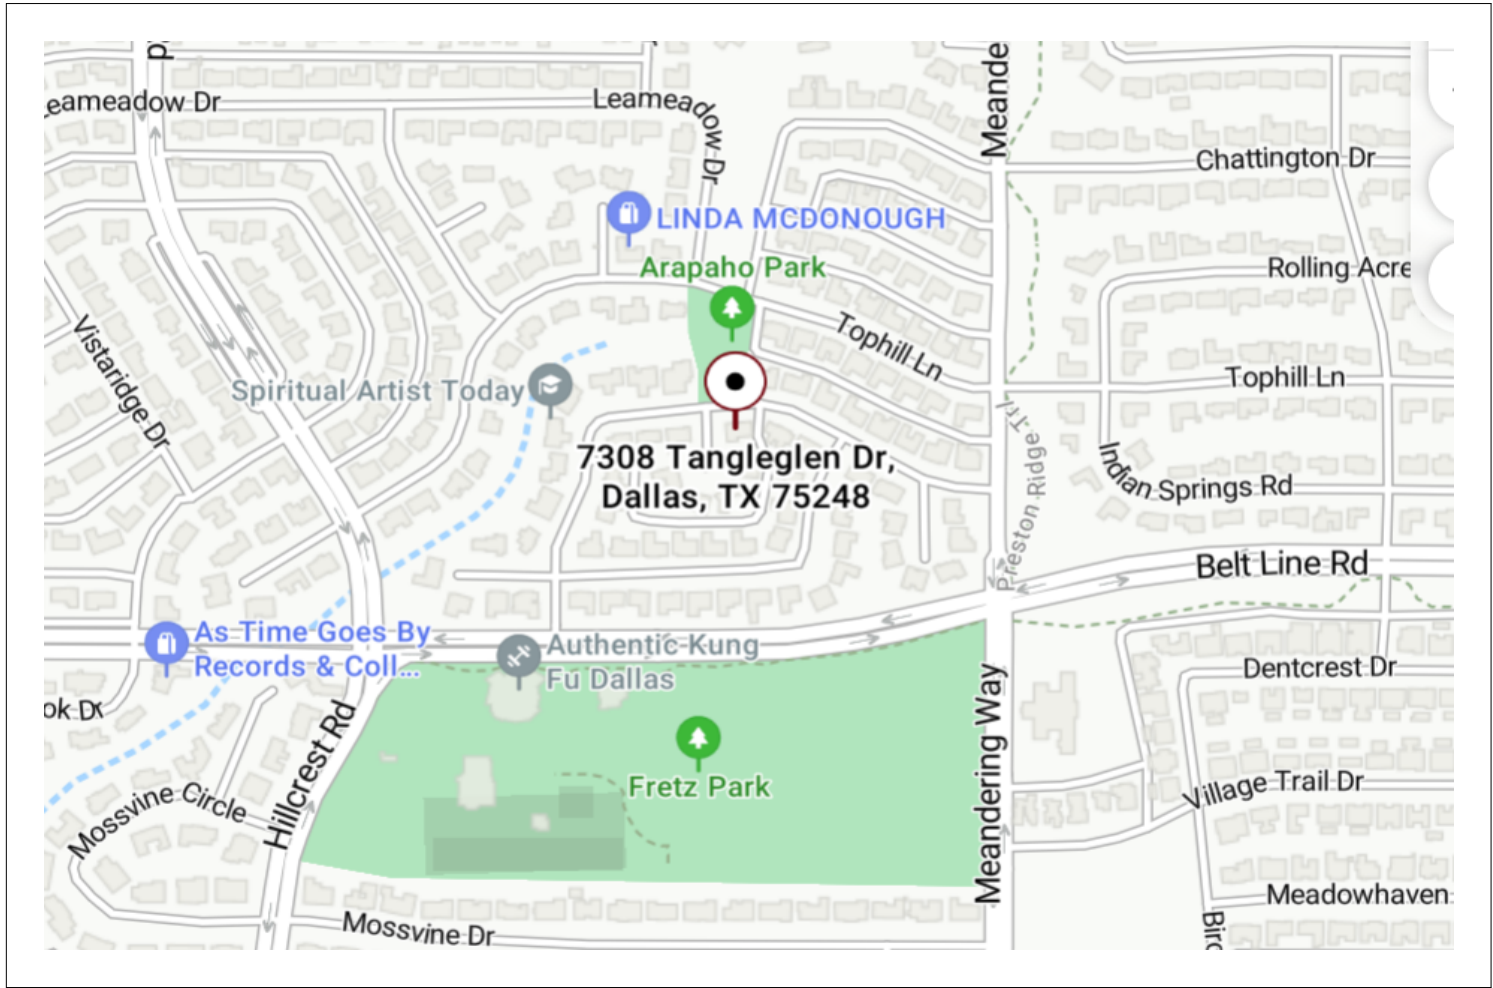 eameadow Dr
Leameadow Dr
Meande
Chattington Dr
LINDA MCDONOUGH
Arapaho Park
Rolling Acre
Vistaridge Dr
Tophill Ln
Tophill Ln
Spiritual Artist Today
7308 Tangleglen Dr,
Dallas, TX 75248
Preston Ridge Trl
Indian Springs Rd
Belt Line Rd
As Time Goes By
Records & Coll...
Authentic Kung
Fu Dallas
ok Dr
Dentcrest Dr
Hillcrest Rd
Meandering Way
Fretz Park
Village Trail Dr
Mossvine Circle
Meadowhaven
Mossvine Dr
Birc